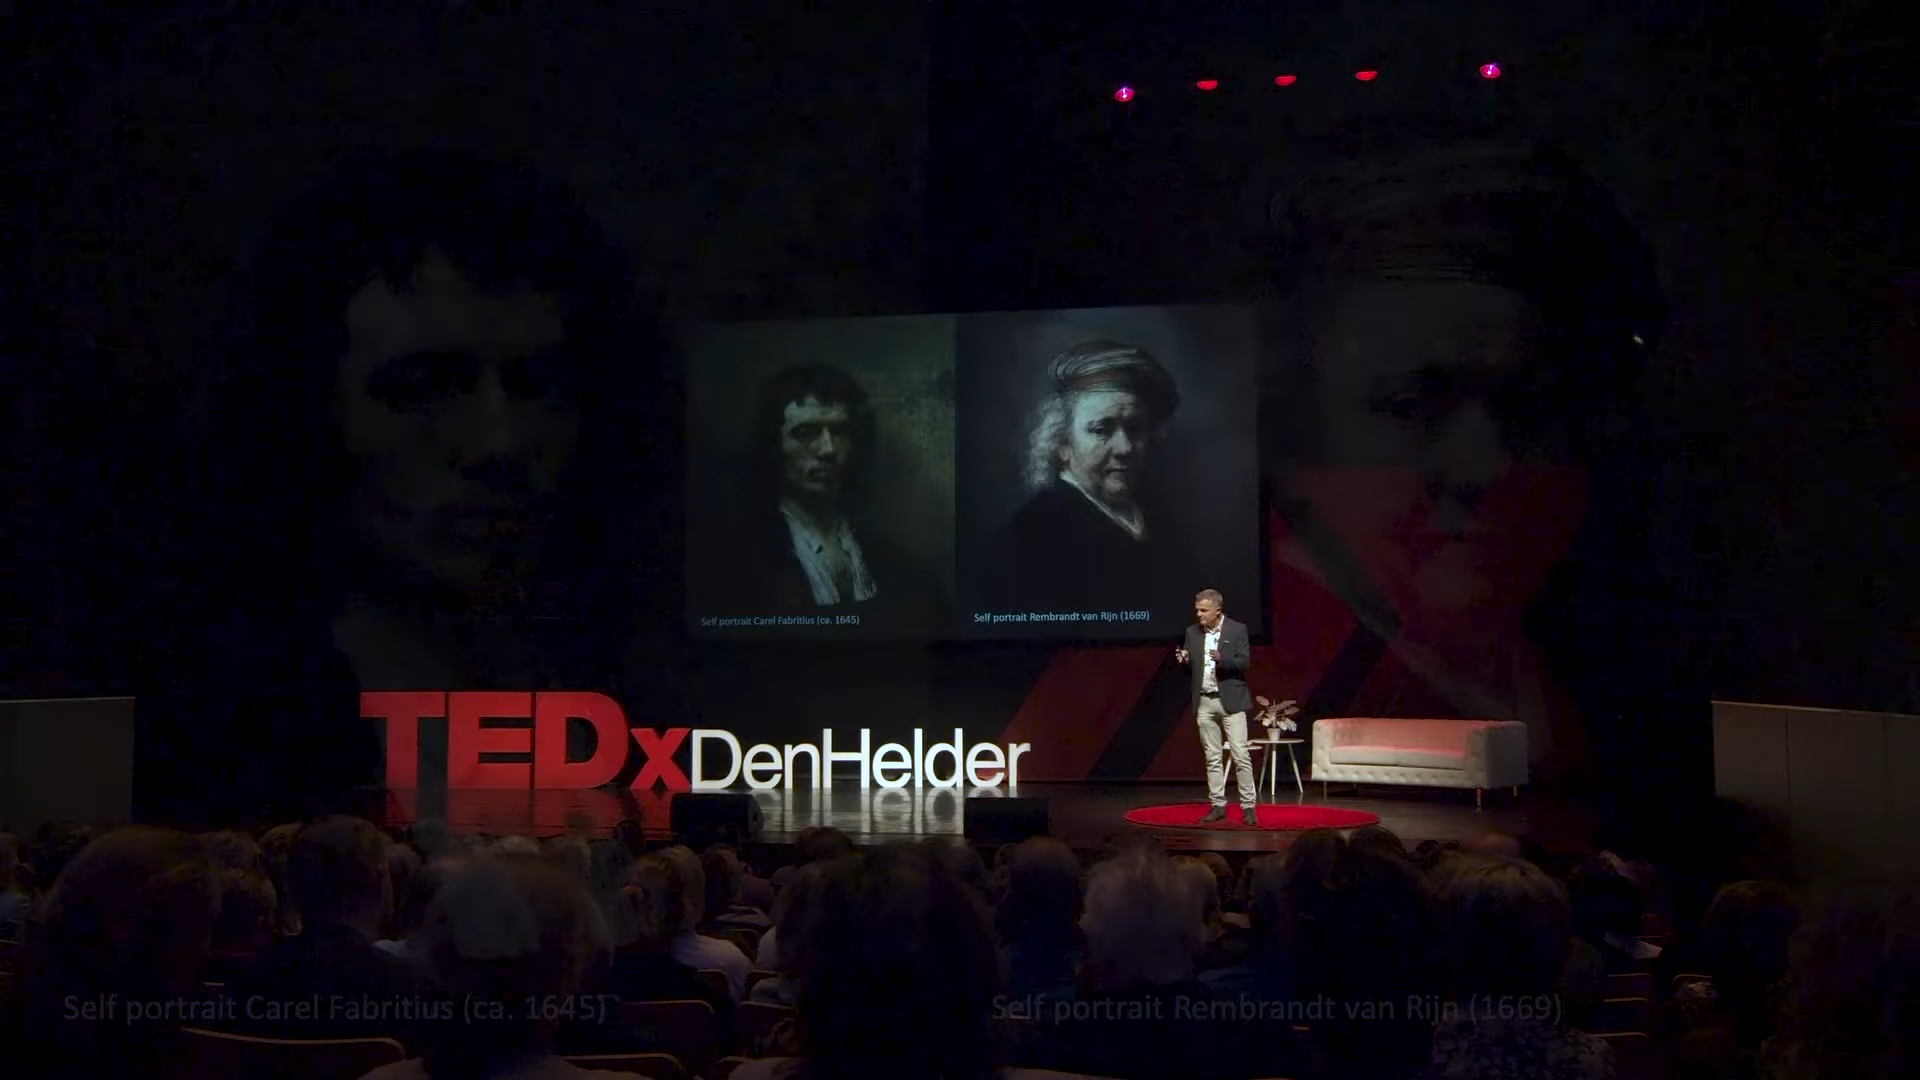 Self portrait Carel Fabritius (ca. 1645)
Self portrait Rembrandt van Rijn (1669)
TEDxDenHelder
Self portrait Carel Fabritius (ca. 1645)
Self portrait Rembrandt van Rijn (1669)